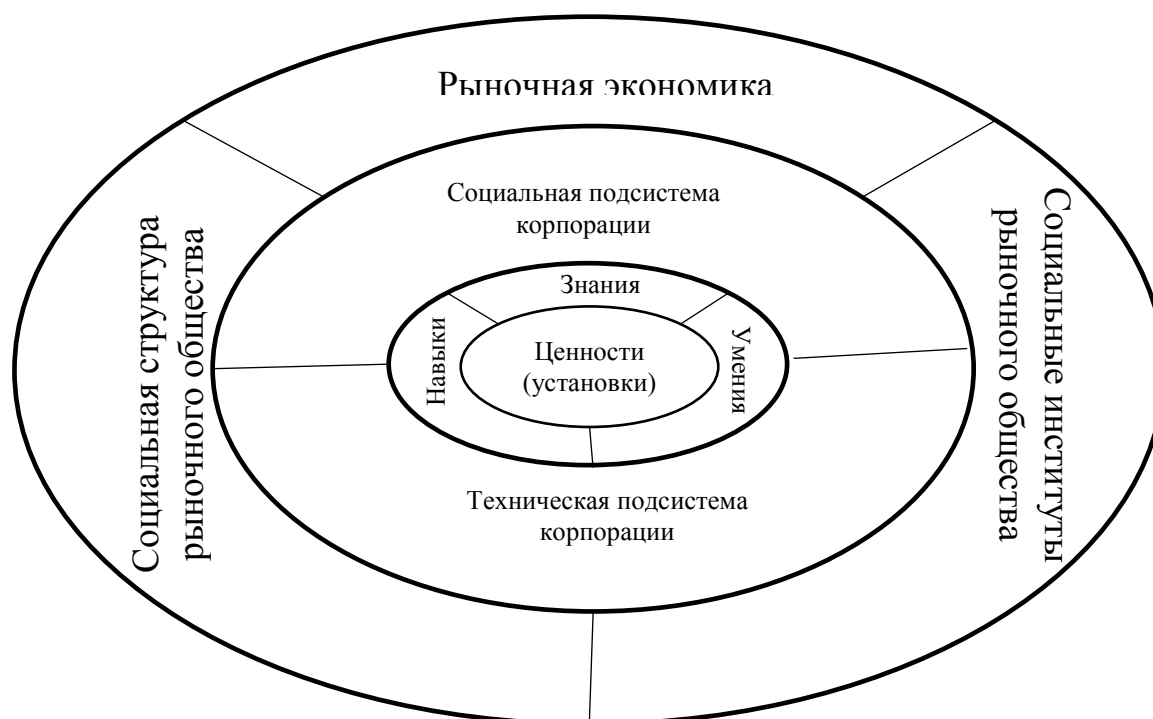 Рыночная экономика
Социальная подсистема
корпорации
Социальная структура
рыночного общества
Социальные институты
рыночного общества
Знания
Навыки
Ценности
(установки)
Умения
Техническая подсистема
корпорации